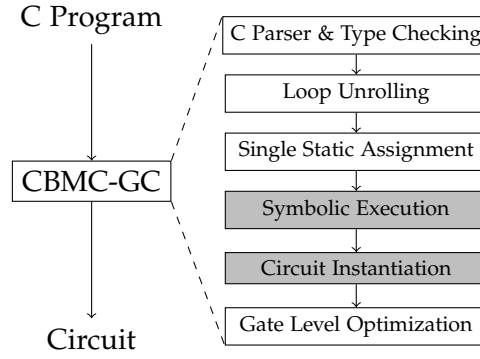 C Program
CBMC-GC
Circuit
C Parser & Type Checking
Loop Unrolling
Single Static Assignment
Symbolic Execution
Circuit Instantiation
Gate Level Optimization